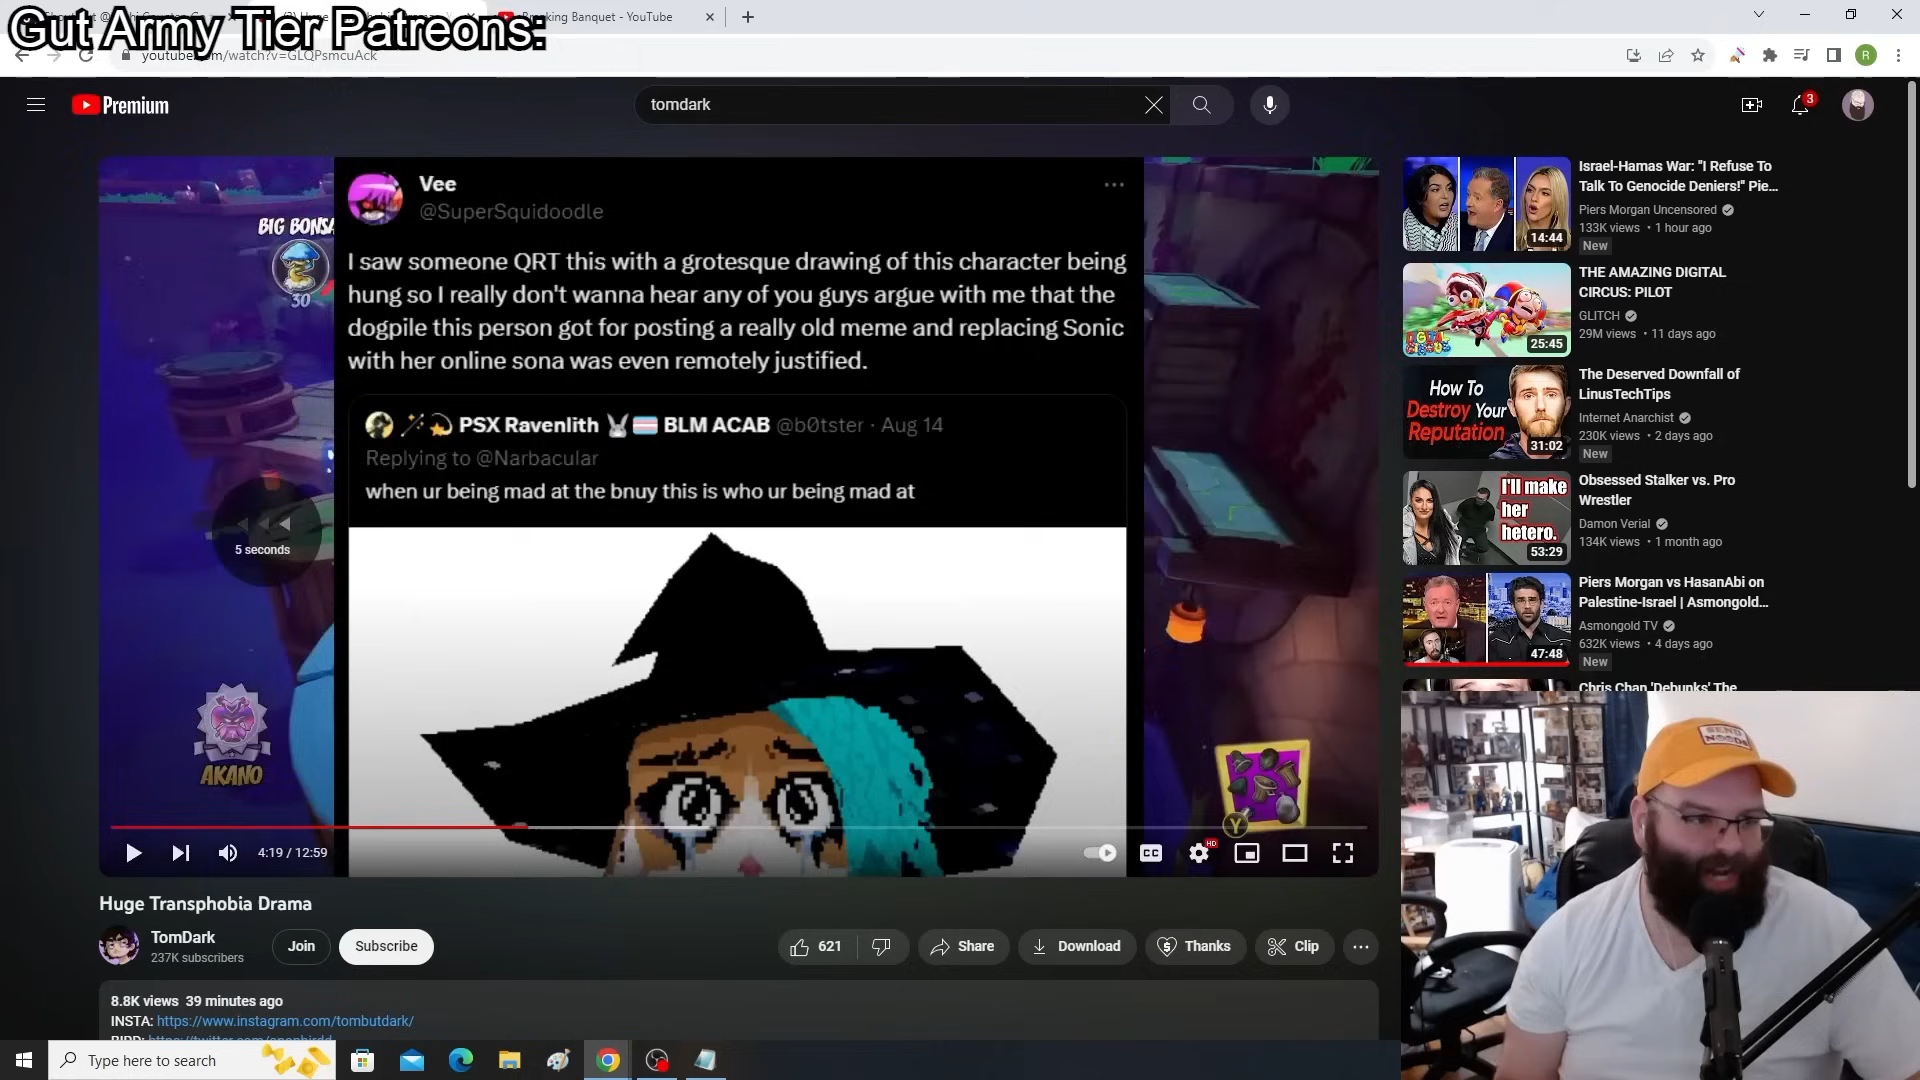 Gut Army Tier Patreons:
Banquet - YouTube
youtube.com/watch?v=GLQPsmcuAck
R
Premium
tomdark
3
BIG BONSA
30
Vee
@SuperSquidoodle
I saw someone QRT this with a grotesque drawing of this character being
hung so I really don't wanna hear any of you guys argue with me that the
dogpile this person got for posting a really old meme and replacing Sonic
with her online sona was even remotely justified.
PSX Ravenlith BLM ACAB @b0tster · Aug 14
Replying to @Narbacular
when ur being mad at the bnuy this is who ur being mad at
5 seconds
AKANO
Y
4:19 / 12:59
CC
HD
Huge Transphobia Drama
TomDark
237K subscribers
Join
Subscribe
621
Share
Download
Thanks
Clip
8.8K views 39 minutes ago
INSTA: https://www.instagram.com/tombutdark/
Israel-Hamas War: "I Refuse To
Talk To Genocide Deniers!" Pie...
Piers Morgan Uncensored
133K views • 1 hour ago
New
14:44
THE AMAZING DIGITAL
CIRCUS: PILOT
GLITCH
29M views • 11 days ago
DIGITAL CIRCUS
25:45
The Deserved Downfall of
LinusTechTips
Internet Anarchist
230K views • 2 days ago
New
How To
Destroy Your
Reputation
31:02
Obsessed Stalker vs. Pro
Wrestler
Damon Verial
134K views • 1 month ago
I'll make
her
hetero.
53:29
Piers Morgan vs HasanAbi on
Palestine-Israel | Asmongold...
Asmongold TV
632K views • 4 days ago
New
47:48
Chris Chan 'Debunks' The
SEND
NOODS
Type here to search